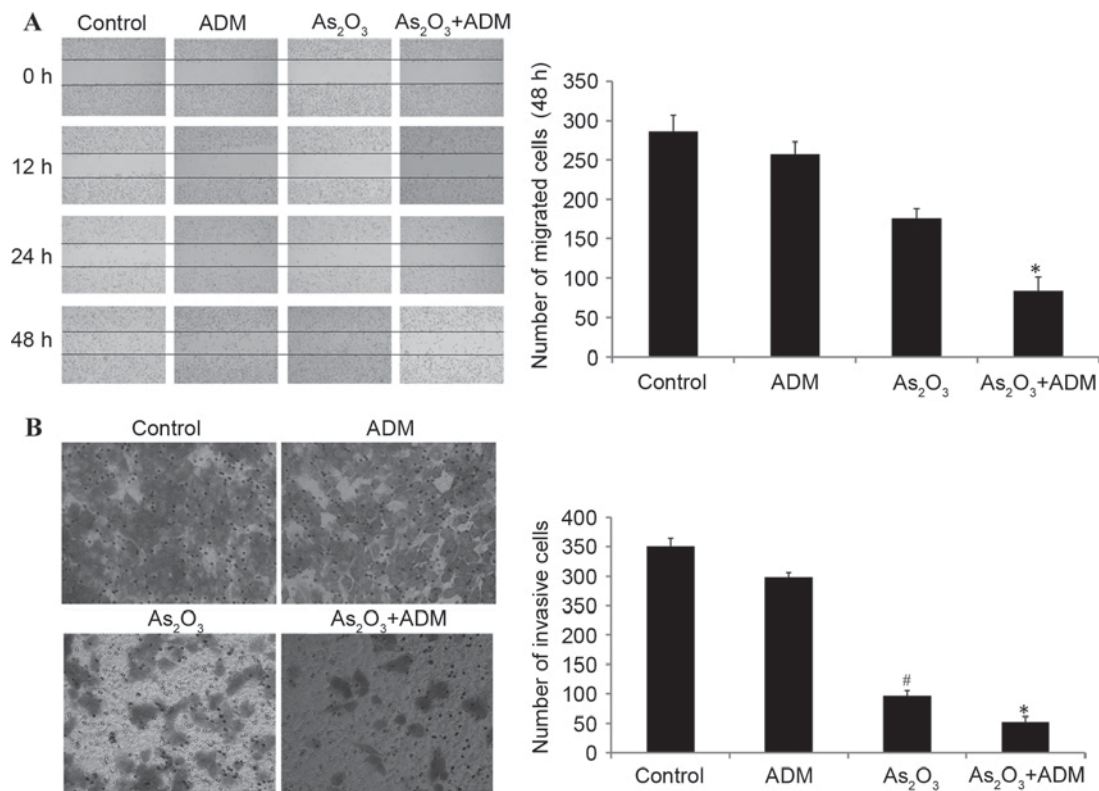 A
Control ADM As₂O₃ As₂O₃+ADM
0 h
12 h
24 h
48 h
Number of migrated cells (48 h)
350
300
250
200
150
100
50
0
*
Control ADM As₂O₃ As₂O₃+ADM
B
Control ADM
As₂O₃ As₂O₃+ADM
Number of invasive cells
400
350
300
250
200
150
100
50
0
#
*
Control ADM As₂O₃ As₂O₃+ADM